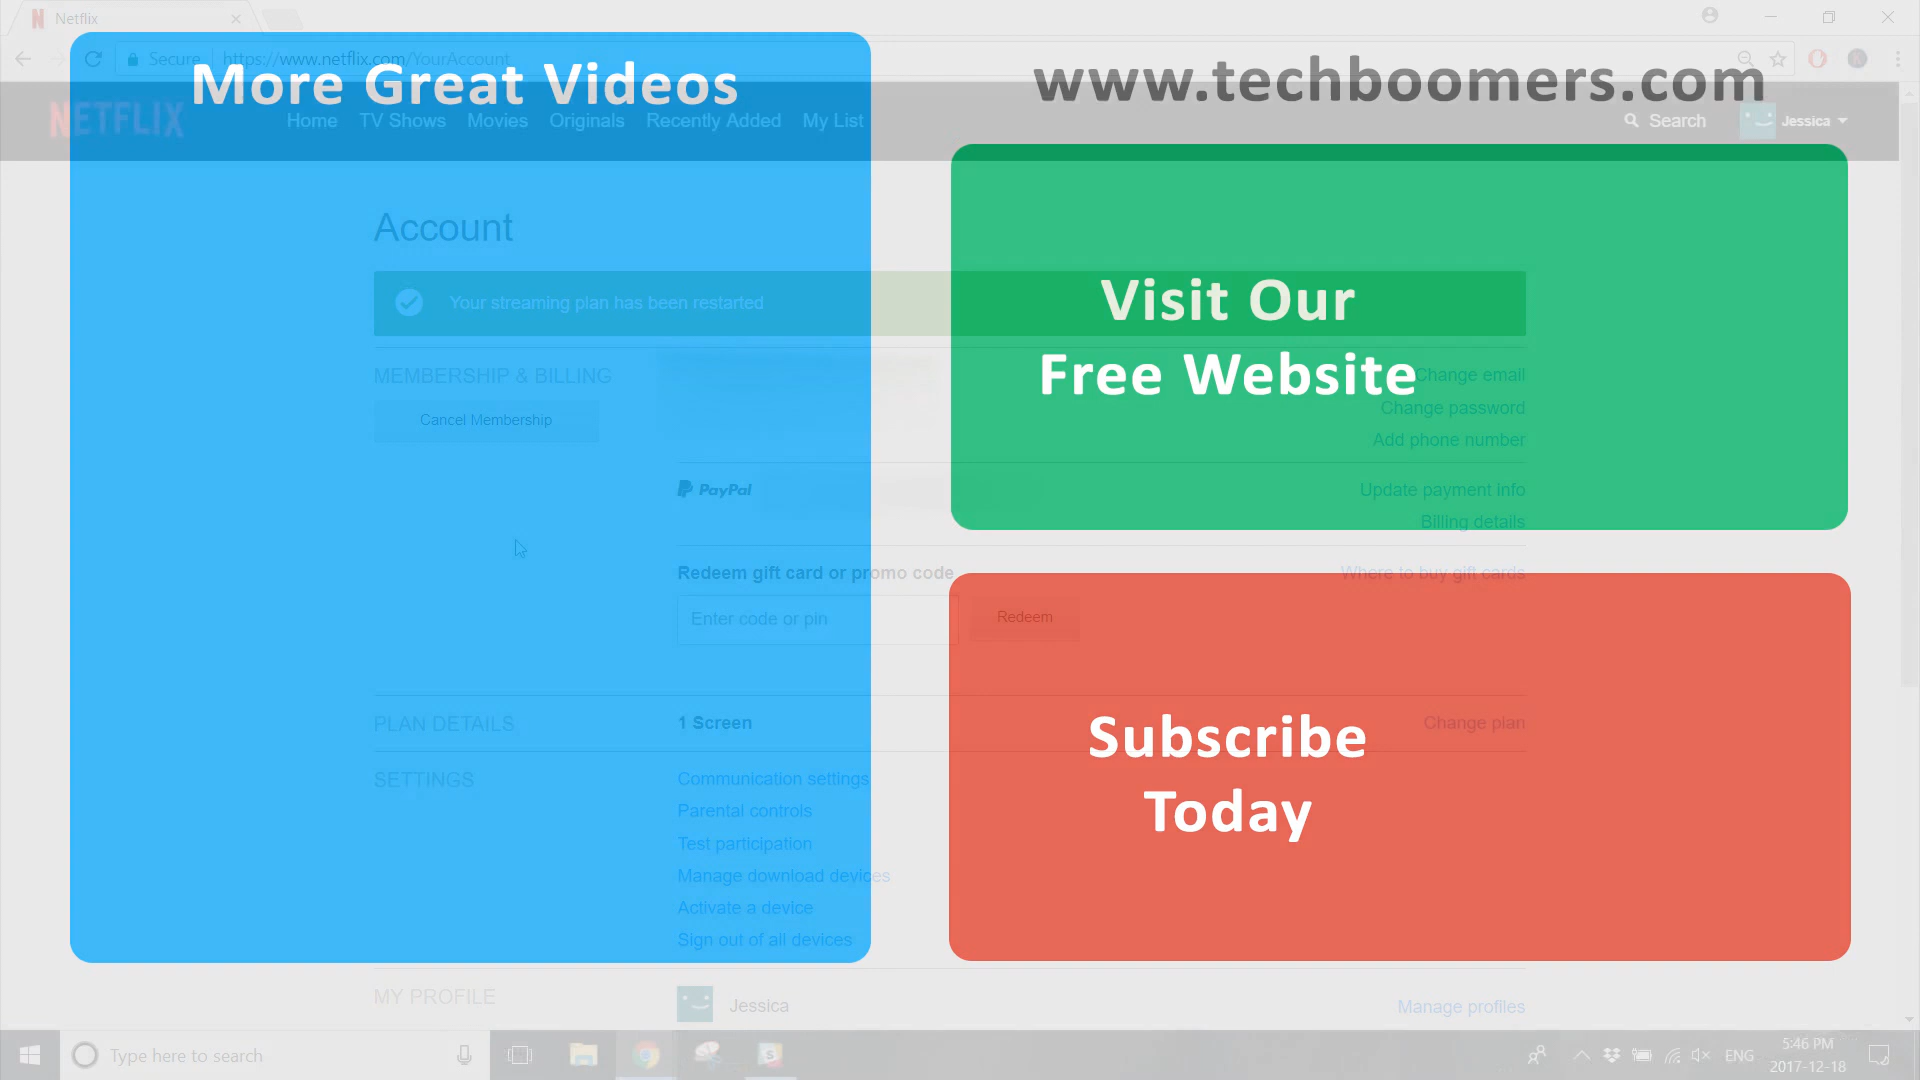 Netflix
Secure
https://www.netflix.com/YourAccount
More Great Videos
www.techboomers.com
NETFLIX
Home TV Shows Movies Originals Recently Added My List
Search
Jessica
Account
Your streaming plan has been restarted
Visit Our
Free Website
MEMBERSHIP & BILLING
Cancel Membership
Change email
Change password
Add phone number
PayPal
Update payment info
Billing details
Redeem gift card or promo code
Where to buy gift cards
Enter code or pin
Redeem
PLAN DETAILS
1 Screen
Change plan
Subscribe
Today
SETTINGS
Communication settings
Parental controls
Test participation
Manage download devices
Activate a device
Sign out of all devices
MY PROFILE
Jessica
Manage profiles
Type here to search
ENG
5:46 PM
2017-12-18